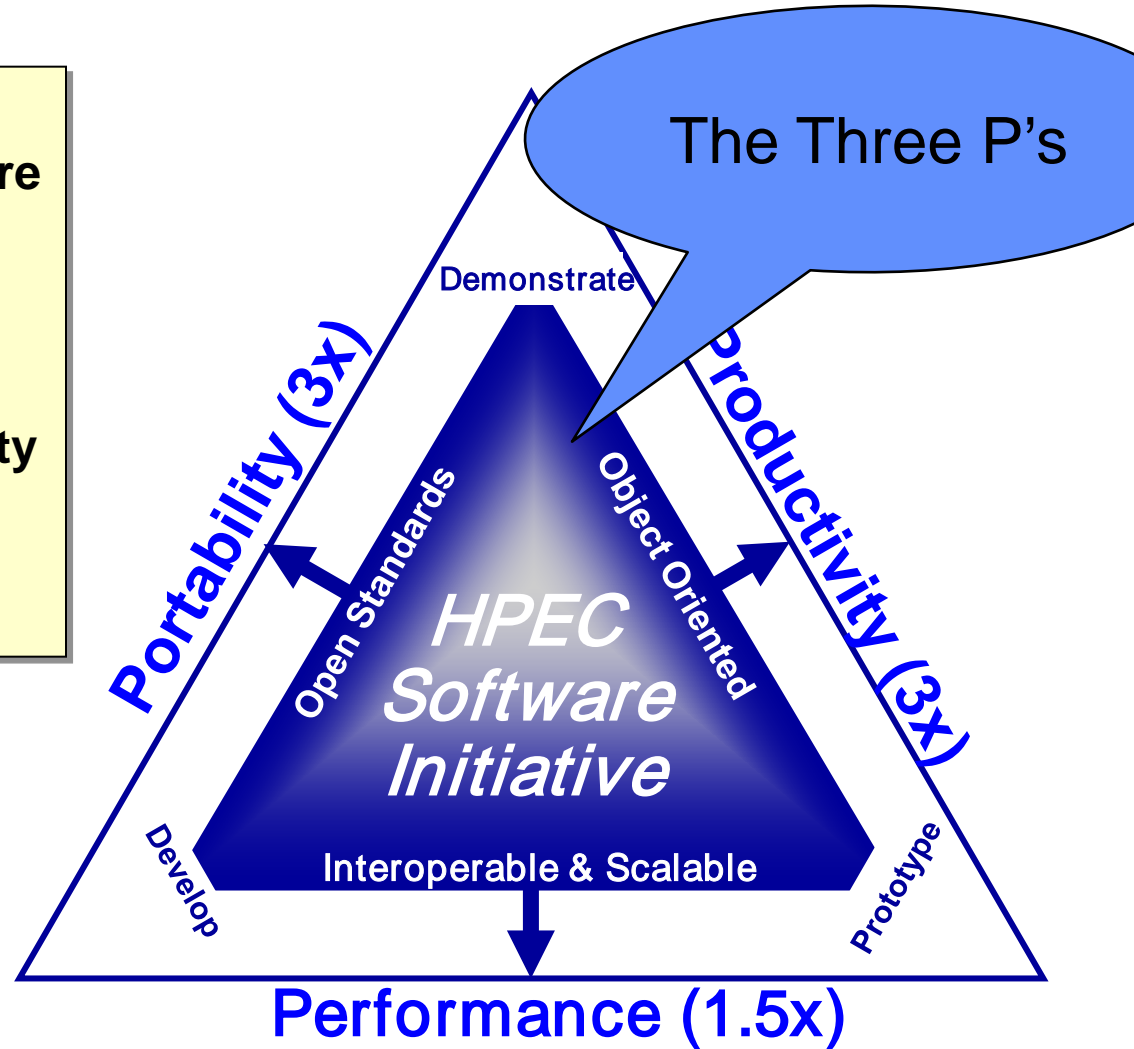 re
ty
The Three P's
Demonstrate
Portability (3x)
Productivity (3x)
Open Standards
Object Oriented
HPEC
Software
Initiative
Interoperable & Scalable
Develop
Prototype
Performance (1.5x)